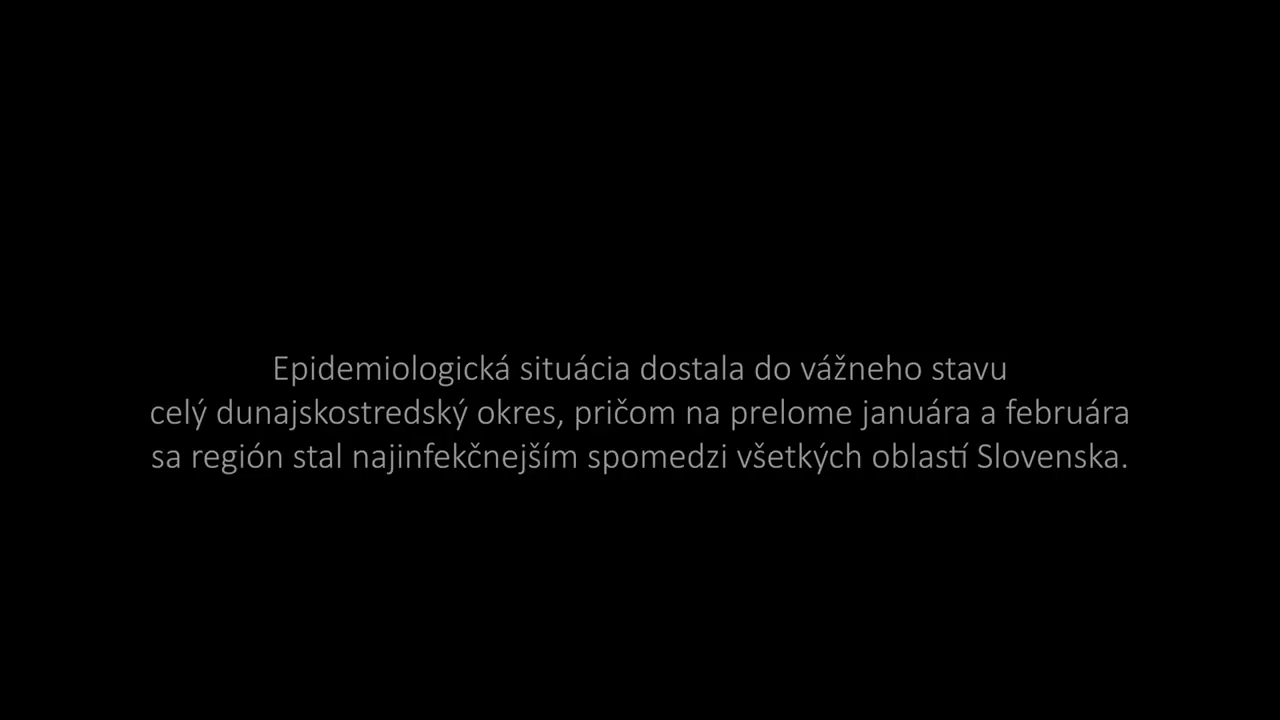 Epidemiologická situácia dostala do vážneho stavu
celý dunajskostredský okres, pričom na prelome januára a februára
sa región stal najinfekčnejším spomedzi všetkých oblastí Slovenska.